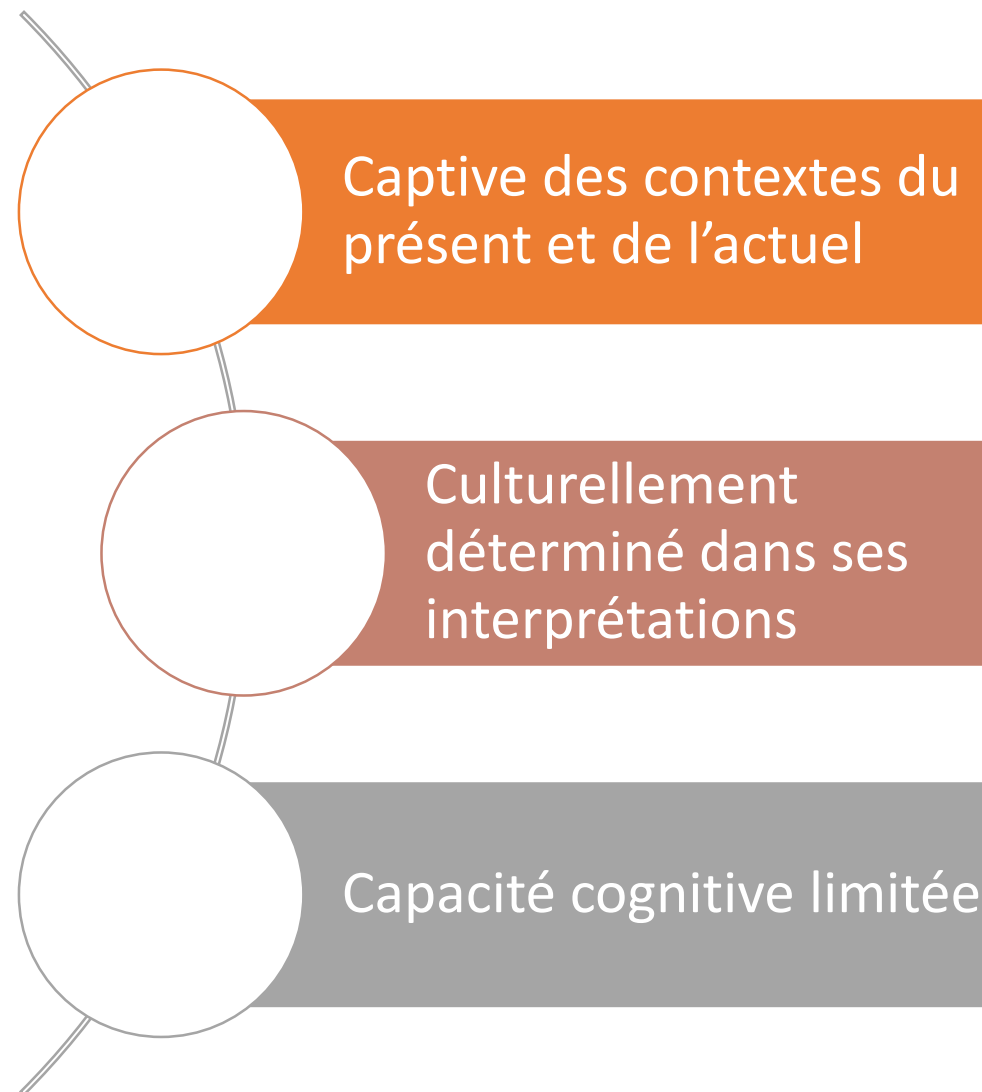 Captive des contextes du
présent et de l’actuel
Culturellement
déterminé dans ses
interprétations
Capacité cognitive limitée